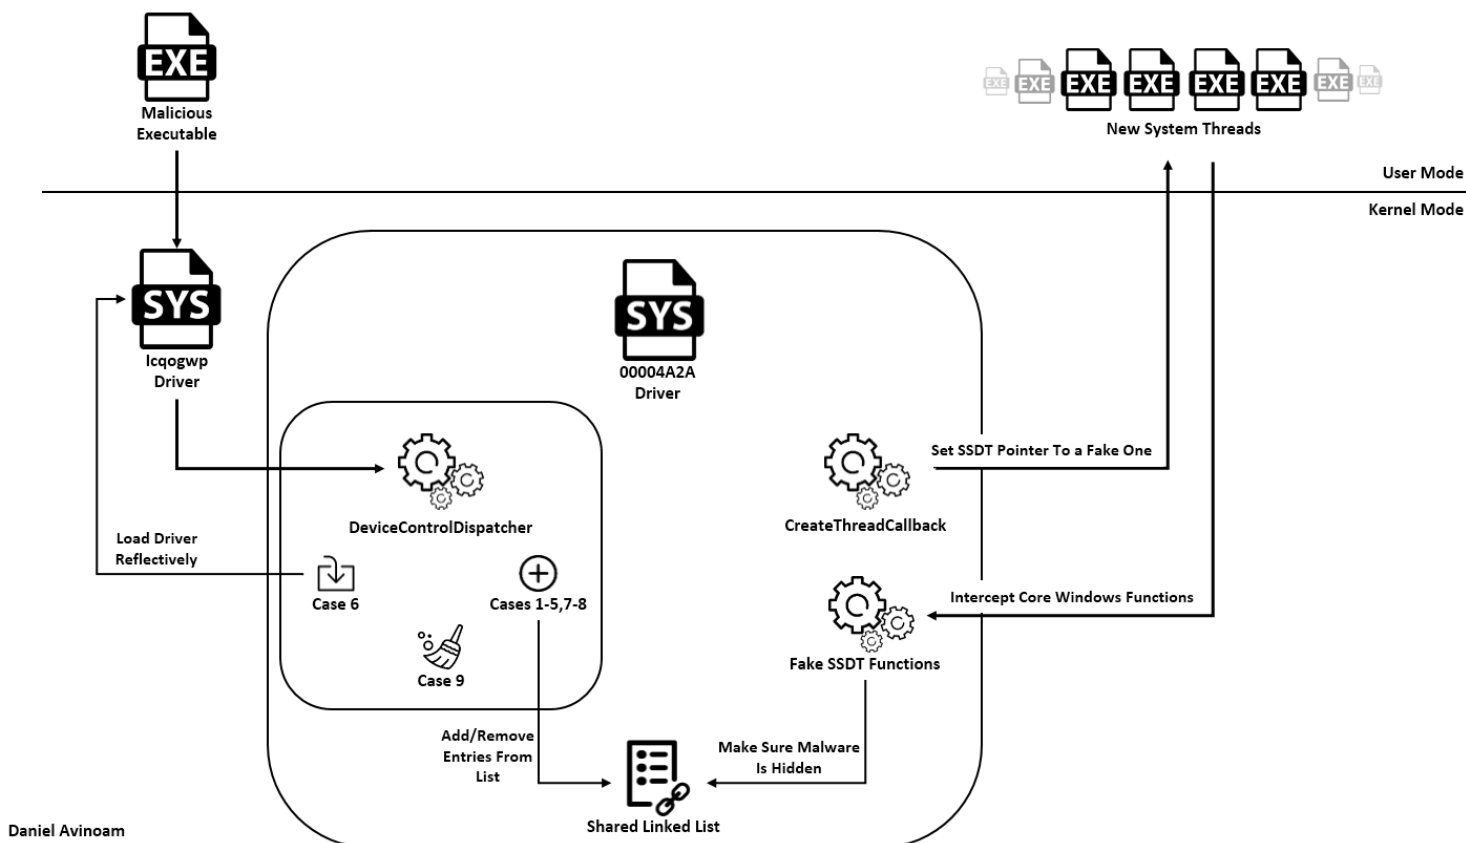 EXE
Malicious
Executable
EXE EXE EXE EXE EXE EXE EXE EXE
New System Threads
User Mode
Kernel Mode
SYS
lcqogwp
Driver
SYS
00004A2A
Driver
DeviceControlDispatcher
Load Driver
Reflectively
Case 6
Cases 1-5,7-8
Case 9
Set SSDT Pointer To a Fake One
CreateThreadCallback
Intercept Core Windows Functions
Fake SSDT Functions
Add/Remove
Entries From
List
Make Sure Malware
Is Hidden
Shared Linked List
Daniel Avinoam